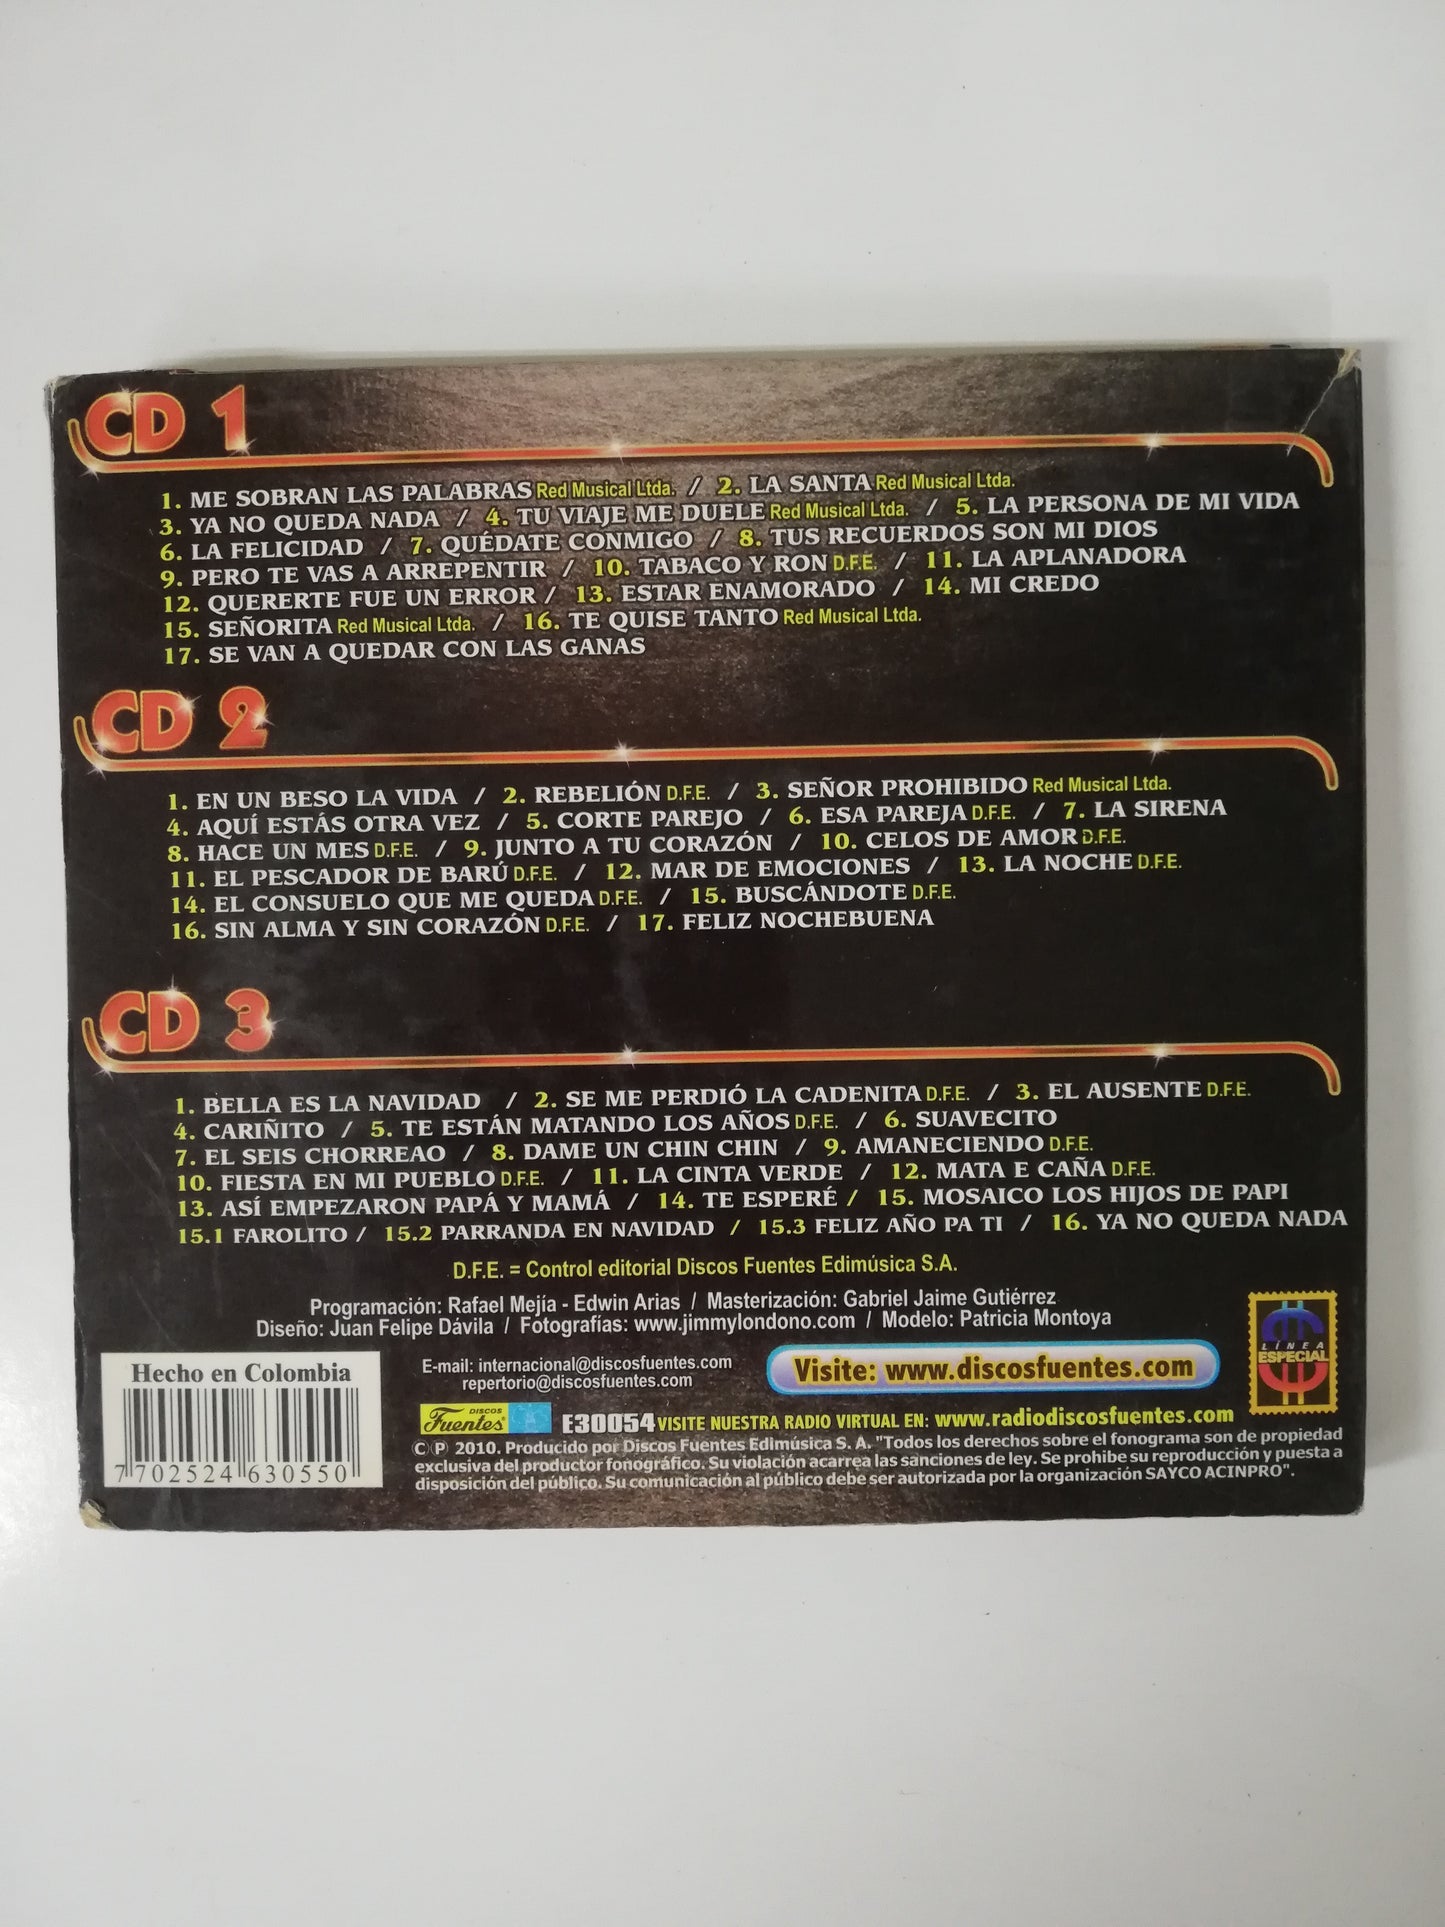 CD 1
1. ME SOBRAN LAS PALABRAS Red Musical Ltda. / 2. LA SANTA Red Musical Ltda.
3. YA NO QUEDA NADA / 4. TU VIAJE ME DUELE Red Musical Ltda. / 5. LA PERSONA DE MI VIDA
6. LA FELICIDAD / 7. QUÉDATE CONMIGO / 8. TUS RECUERDOS SON MI DIOS
9. PERO TE VAS A ARREPENTIR / 10. TABACO Y RON D.F.E. / 11. LA APLANADORA
12. QUERERTE FUE UN ERROR / 13. ESTAR ENAMORADO / 14. MI CREDO
15. SEÑORITA Red Musical Ltda. / 16. TE QUISE TANTO Red Musical Ltda.
17. SE VAN A QUEDAR CON LAS GANAS
CD 2
1. EN UN BESO LA VIDA / 2. REBELIÓN D.F.E. / 3. SEÑOR PROHIBIDO Red Musical Ltda.
4. AQUÍ ESTÁS OTRA VEZ / 5. CORTE PAREJO / 6. ESA PAREJA D.F.E. / 7. LA SIRENA
8. HACE UN MES D.F.E. / 9. JUNTO A TU CORAZÓN / 10. CELOS DE AMOR D.F.E.
11. EL PESCADOR DE BARÚ D.F.E. / 12. MAR DE EMOCIONES / 13. LA NOCHE D.F.E.
14. EL CONSUELO QUE ME QUEDA D.F.E. / 15. BUSCÁNDOTE D.F.E.
16. SIN ALMA Y SIN CORAZÓN D.F.E. / 17. FELIZ NOCHEBUENA
CD 3
1. BELLA ES LA NAVIDAD / 2. SE ME PERDIÓ LA CADENITA D.F.E. / 3. EL AUSENTE D.F.E.
4. CARIÑITO / 5. TE ESTÁN MATANDO LOS AÑOS D.F.E. / 6. SUAVECITO
7. EL SEIS CHORREAO / 8. DAME UN CHIN CHIN / 9. AMANECIENDO D.F.E.
10. FIESTA EN MI PUEBLO D.F.E. / 11. LA CINTA VERDE / 12. MATA E CAÑA D.F.E.
13. ASÍ EMPEZARON PAPÁ Y MAMÁ / 14. TE ESPERÉ / 15. MOSAICO LOS HIJOS DE PAPI
15.1 FAROLITO / 15.2 PARRANDA EN NAVIDAD / 15.3 FELIZ AÑO PA TI / 16. YA NO QUEDA NADA
D.F.E. = Control editorial Discos Fuentes Edimúsica S.A.
Programación: Rafael Mejía - Edwin Arias / Masterización: Gabriel Jaime Gutiérrez
Diseño: Juan Felipe Dávila / Fotografías: www.jimmylondono.com / Modelo: Patricia Montoya
LÍNEA
ESPECIAL
Hecho en Colombia
7 702524 630550
E-mail: internacional@discosfuentes.com
repertorio@discosfuentes.com
Visite: www.discosfuentes.com
DISCOS
Fuentes
E30054 VISITE NUESTRA RADIO VIRTUAL EN: www.radiodiscosfuentes.com
Ⓒ Ⓟ 2010. Producido por Discos Fuentes Edimúsica S. A. "Todos los derechos sobre el fonograma son de propiedad
exclusiva del productor fonográfico. Su violación acarrea las sanciones de ley. Se prohibe su reproducción y puesta a
disposición del público. Su comunicación al público debe ser autorizada por la organización SAYCO ACINPRO".